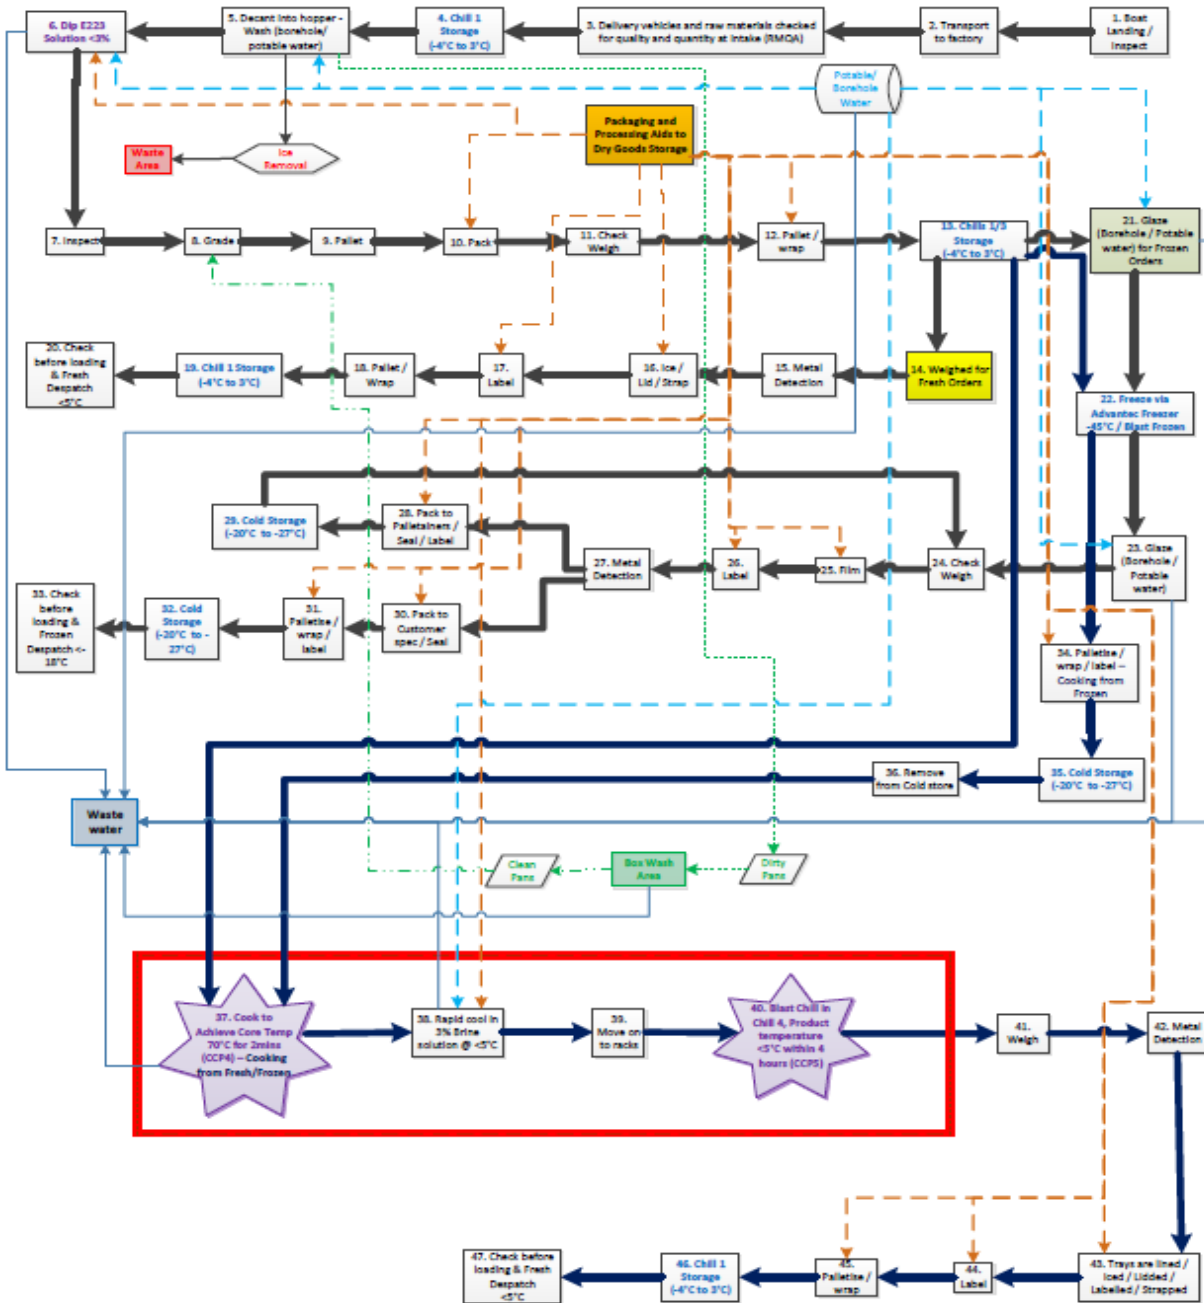 6. Dip E223
Solution <3%
5. Decant into hopper -
Wash (borehole/
potable water)
4. Chill 1
Storage
(-4°C to 3°C)
3. Delivery vehicles and raw materials checked
for quality and quantity at Intake (RMQA)
2. Transport
to factory
1. Boat
Landing /
Inspect
Potable/
Borehole
Water
Packaging and
Processing Aids to
Dry Goods Storage
Waste
Area
Ice
Removal
7. Inspect
8. Grade
9. Pallet
10. Pack
11. Check
Weigh
12. Pallet /
wrap
13. Chills 1/3
Storage
(-4°C to 3°C)
21. Glaze
(Borehole / Potable
water) for Frozen
Orders
20. Check
before loading
& Fresh
Despatch
<5°C
19. Chill 1 Storage
(-4°C to 3°C)
18. Pallet /
Wrap
17.
Label
16. Ice /
Lid / Strap
15. Metal
Detection
14. Weighed for
Fresh Orders
22. Freeze via
Advantec Freezer
-45°C / Blast Frozen
29. Cold Storage
(-20°C to -27°C)
28. Pack to
Palletainers /
Seal / Label
27. Metal
Detection
26.
Label
25. Film
24. Check
Weigh
23. Glaze
(Borehole /
Potable
water)
33. Check
before
loading &
Frozen
Despatch <-
18°C
32. Cold
Storage
(-20°C to -
27°C)
31.
Palletise /
wrap /
label
30. Pack to
Customer
spec / Seal
34. Palletise /
wrap / label –
Cooking from
Frozen
36. Remove
from Cold store
35. Cold Storage
(-20°C to -27°C)
Waste
water
Clean
Pans
Box Wash
Area
Dirty
Pans
37. Cook to
Achieve Core Temp
70°C for 2mins
(CCP4) – Cooking
from Fresh/Frozen
38. Rapid cool in
3% Brine
solution @ <5°C
39.
Move on
to racks
40. Blast Chill in
Chill 4, Product
temperature
<5°C within 4
hours (CCP5)
41.
Weigh
42. Metal
Detection
47. Check before
loading & Fresh
Despatch
<5°C
46. Chill 1
Storage
(-4°C to 3°C)
45.
Palletise /
wrap
44.
Label
43. Trays are lined /
Iced / Lidded /
Labelled / Strapped